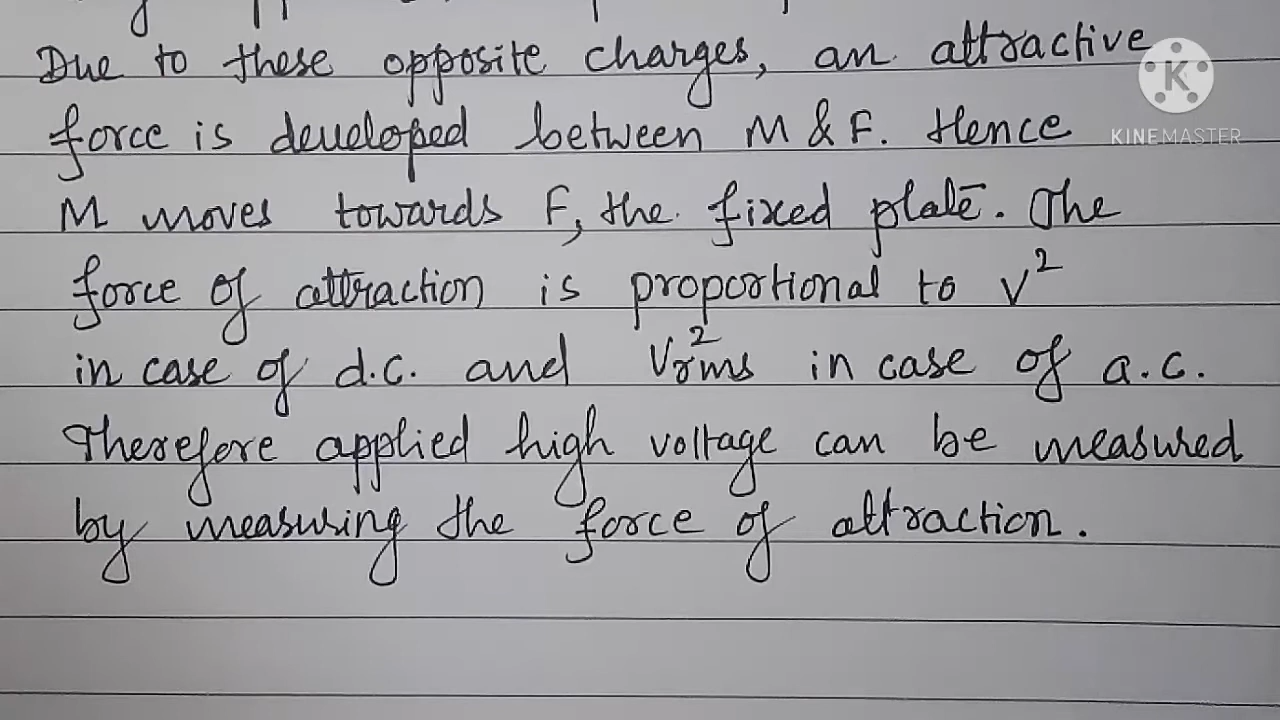 Due to these opposite charges, an attractive
force is developed between M & F. Hence
M moves towards F, the fixed plate. The
force of attraction is proportional to V²
in case of d.c. and Vrms² in case of a.c.
Therefore applied high voltage can be measured
by measuring the force of attraction.
K
KINEMASTER